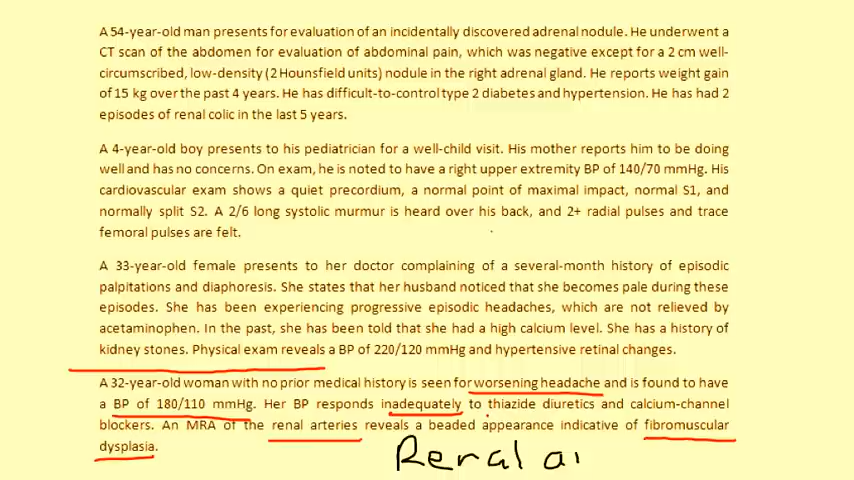 A 54-year-old man presents for evaluation of an incidentally discovered adrenal nodule. He underwent a
CT scan of the abdomen for evaluation of abdominal pain, which was negative except for a 2 cm well-
circumscribed, low-density (2 Hounsfield units) nodule in the right adrenal gland. He reports weight gain
of 15 kg over the past 4 years. He has difficult-to-control type 2 diabetes and hypertension. He has had 2
episodes of renal colic in the last 5 years.
A 4-year-old boy presents to his pediatrician for a well-child visit. His mother reports him to be doing
well and has no concerns. On exam, he is noted to have a right upper extremity BP of 140/70 mmHg. His
cardiovascular exam shows a quiet precordium, a normal point of maximal impact, normal S1, and
normally split S2. A 2/6 long systolic murmur is heard over his back, and 2+ radial pulses and trace
femoral pulses are felt.
A 33-year-old female presents to her doctor complaining of a several-month history of episodic
palpitations and diaphoresis. She states that her husband noticed that she becomes pale during these
episodes. She has been experiencing progressive episodic headaches, which are not relieved by
acetaminophen. In the past, she has been told that she had a high calcium level. She has a history of
kidney stones. Physical exam reveals a BP of 220/120 mmHg and hypertensive retinal changes.
A 32-year-old woman with no prior medical history is seen for worsening headache and is found to have
a BP of 180/110 mmHg. Her BP responds inadequately to thiazide diuretics and calcium-channel
blockers. An MRA of the renal arteries reveals a beaded appearance indicative of fibromuscular
dysplasia.
Renal